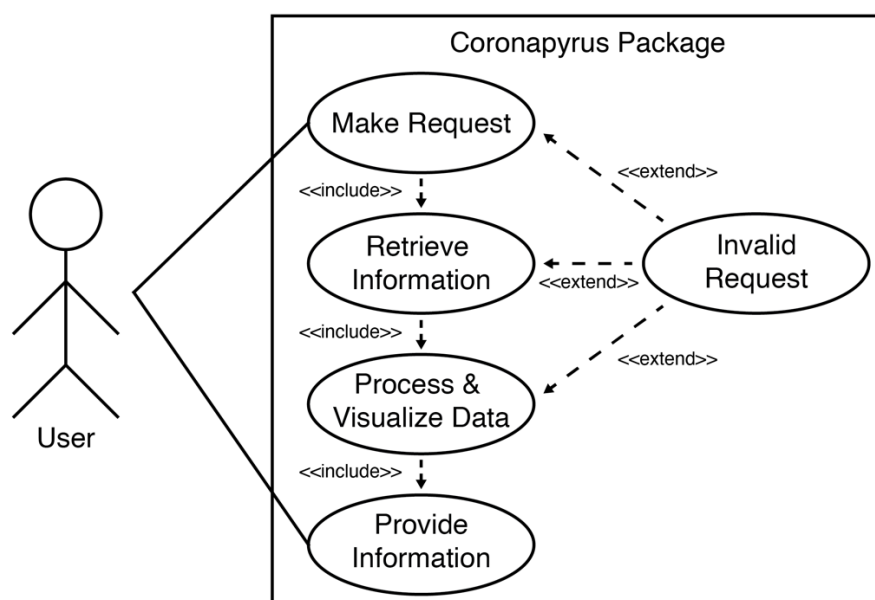 Coronapyrus Package
Make Request
<<extend>>
<<include>>
Retrieve
Information
Invalid
Request
<<extend>>
<<include>>
<<extend>>
Process &
Visualize Data
User
<<include>>
Provide
Information